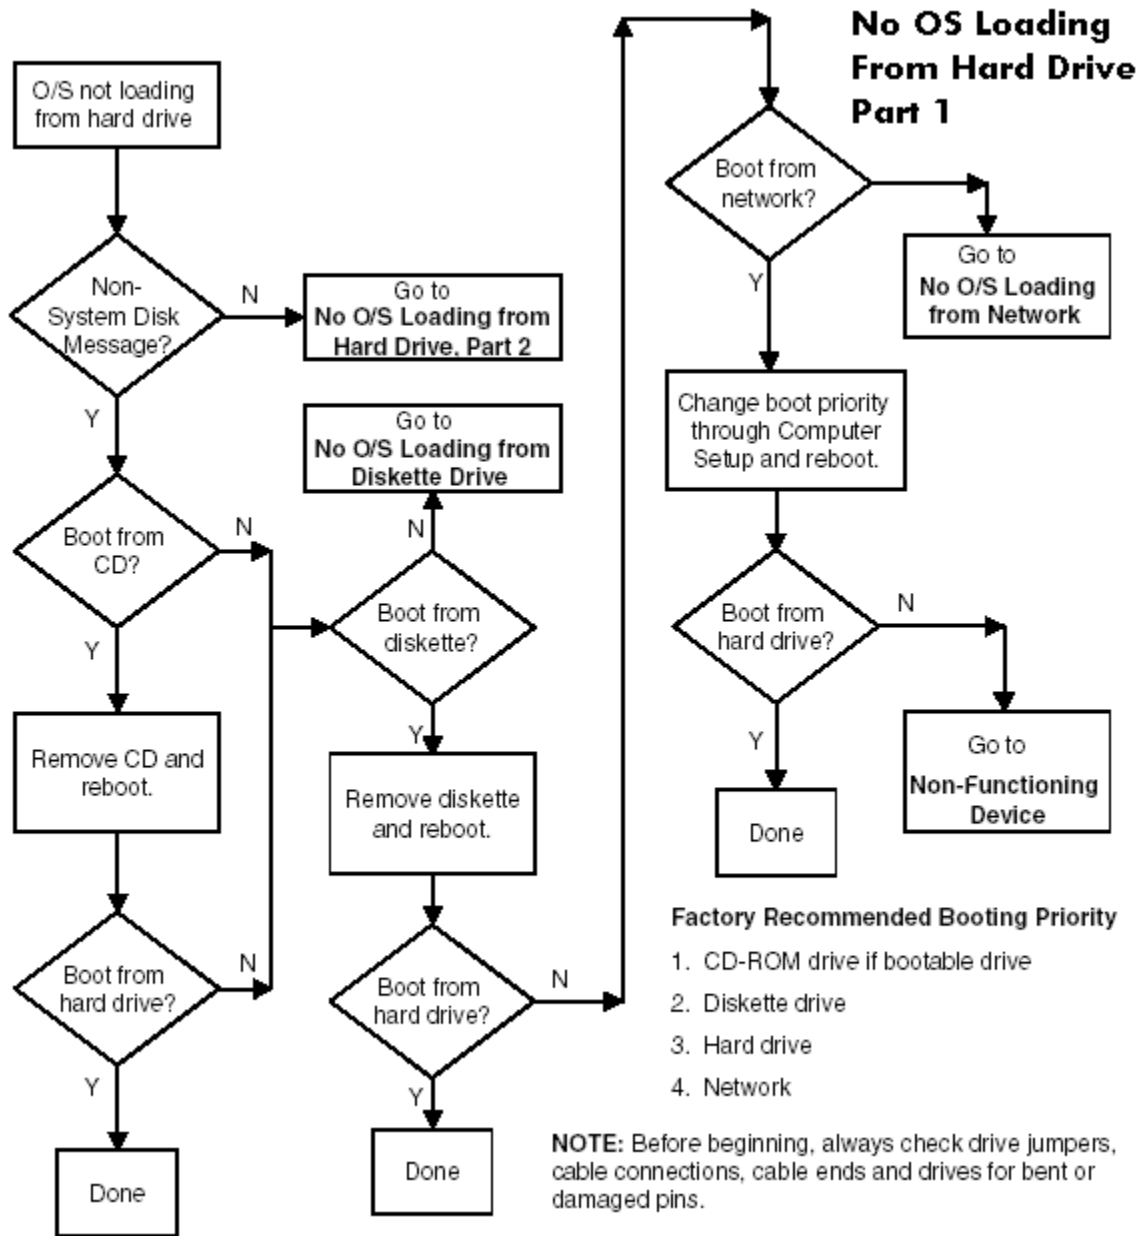 No OS Loading
From Hard Drive
Part 1
O/S not loading
from hard drive
Non-
System Disk
Message?
N
Go to
No O/S Loading from
Hard Drive, Part 2
Y
Boot from
CD?
N
Y
Remove CD and
reboot.
Boot from
hard drive?
N
Y
Done
Go to
No O/S Loading from
Diskette Drive
N
Boot from
diskette?
Y
Remove diskette
and reboot.
Boot from
hard drive?
N
Y
Done
Boot from
network?
Go to
No O/S Loading
from Network
Y
Change boot priority
through Computer
Setup and reboot.
Boot from
hard drive?
N
Go to
Non-Functioning
Device
Y
Done
Factory Recommended Booting Priority
1. CD-ROM drive if bootable drive
2. Diskette drive
3. Hard drive
4. Network
NOTE: Before beginning, always check drive jumpers,
cable connections, cable ends and drives for bent or
damaged pins.